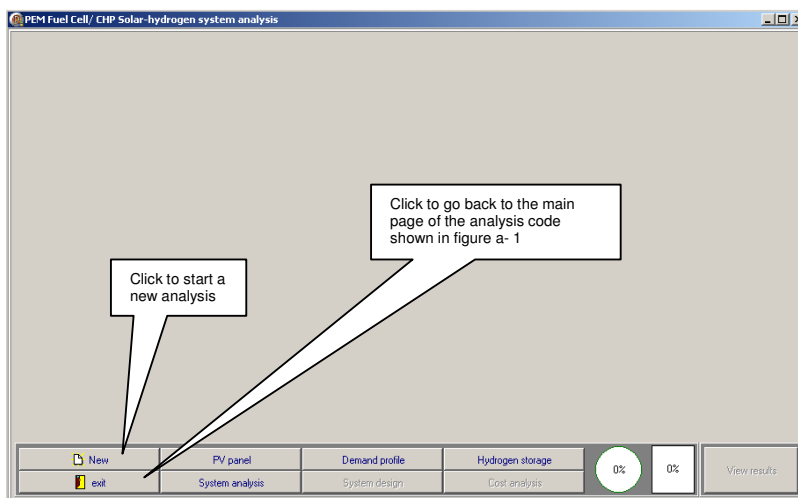 PEM Fuel Cell/ CHP Solar-hydrogen system analysis
Click to go back to the main
page of the analysis code
shown in figure a- 1
Click to start a
new analysis
New PV panel Demand profile Hydrogen storage 0% 0% View results
exit System analysis System design Cost analysis